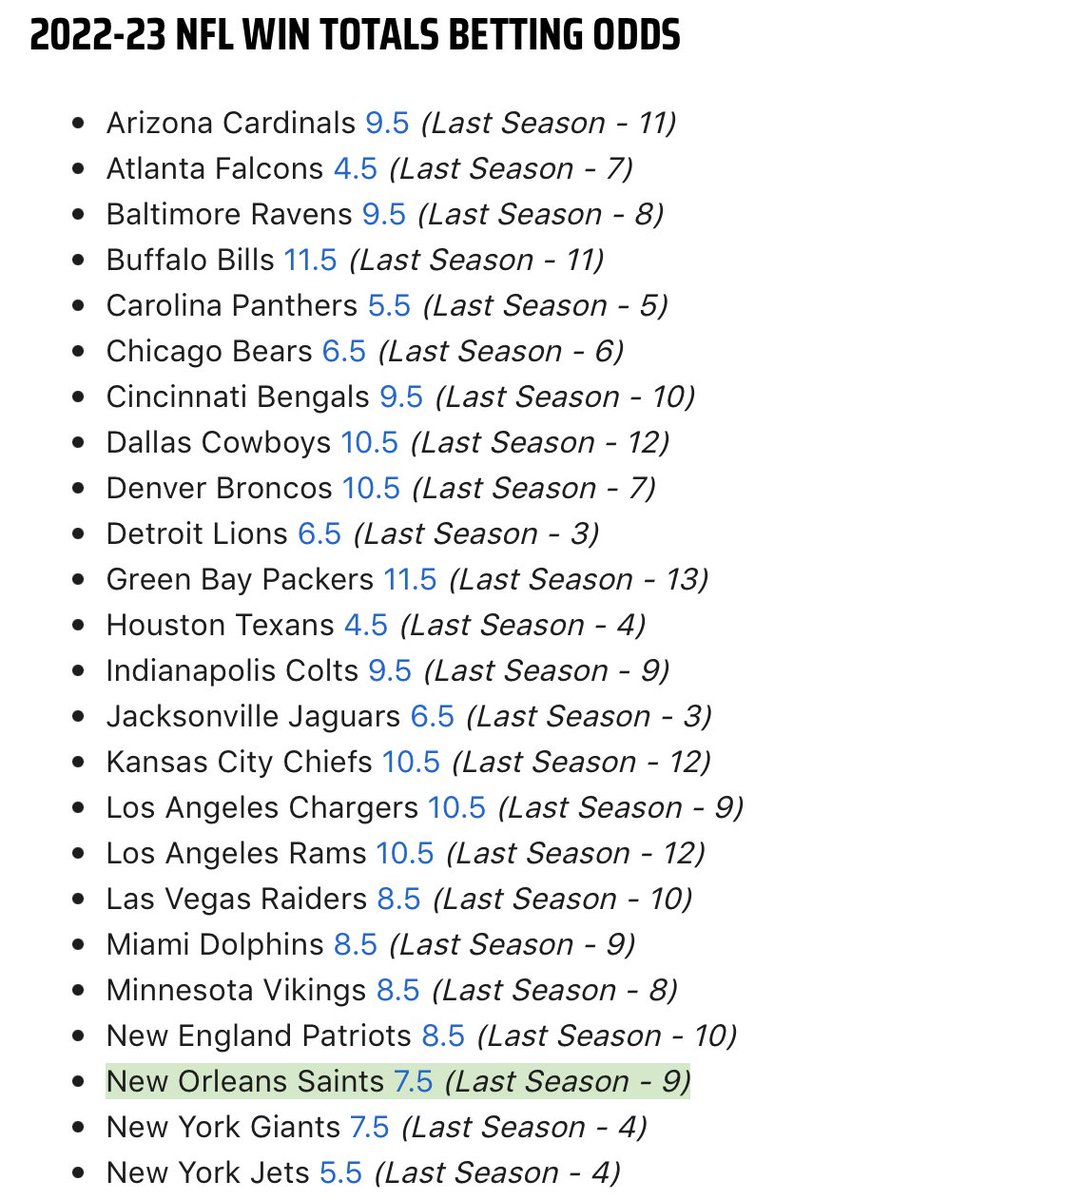 2022-23 NFL WIN TOTALS BETTING ODDS
• Arizona Cardinals 9.5 (Last Season - 11)
• Atlanta Falcons 4.5 (Last Season - 7)
• Baltimore Ravens 9.5 (Last Season - 8)
• Buffalo Bills 11.5 (Last Season - 11)
• Carolina Panthers 5.5 (Last Season - 5)
• Chicago Bears 6.5 (Last Season - 6)
• Cincinnati Bengals 9.5 (Last Season - 10)
• Dallas Cowboys 10.5 (Last Season - 12)
• Denver Broncos 10.5 (Last Season - 7)
• Detroit Lions 6.5 (Last Season - 3)
• Green Bay Packers 11.5 (Last Season - 13)
• Houston Texans 4.5 (Last Season - 4)
• Indianapolis Colts 9.5 (Last Season - 9)
• Jacksonville Jaguars 6.5 (Last Season - 3)
• Kansas City Chiefs 10.5 (Last Season - 12)
• Los Angeles Chargers 10.5 (Last Season - 9)
• Los Angeles Rams 10.5 (Last Season - 12)
• Las Vegas Raiders 8.5 (Last Season - 10)
• Miami Dolphins 8.5 (Last Season - 9)
• Minnesota Vikings 8.5 (Last Season - 8)
• New England Patriots 8.5 (Last Season - 10)
• New Orleans Saints 7.5 (Last Season - 9)
• New York Giants 7.5 (Last Season - 4)
• New York Jets 5.5 (Last Season - 4)